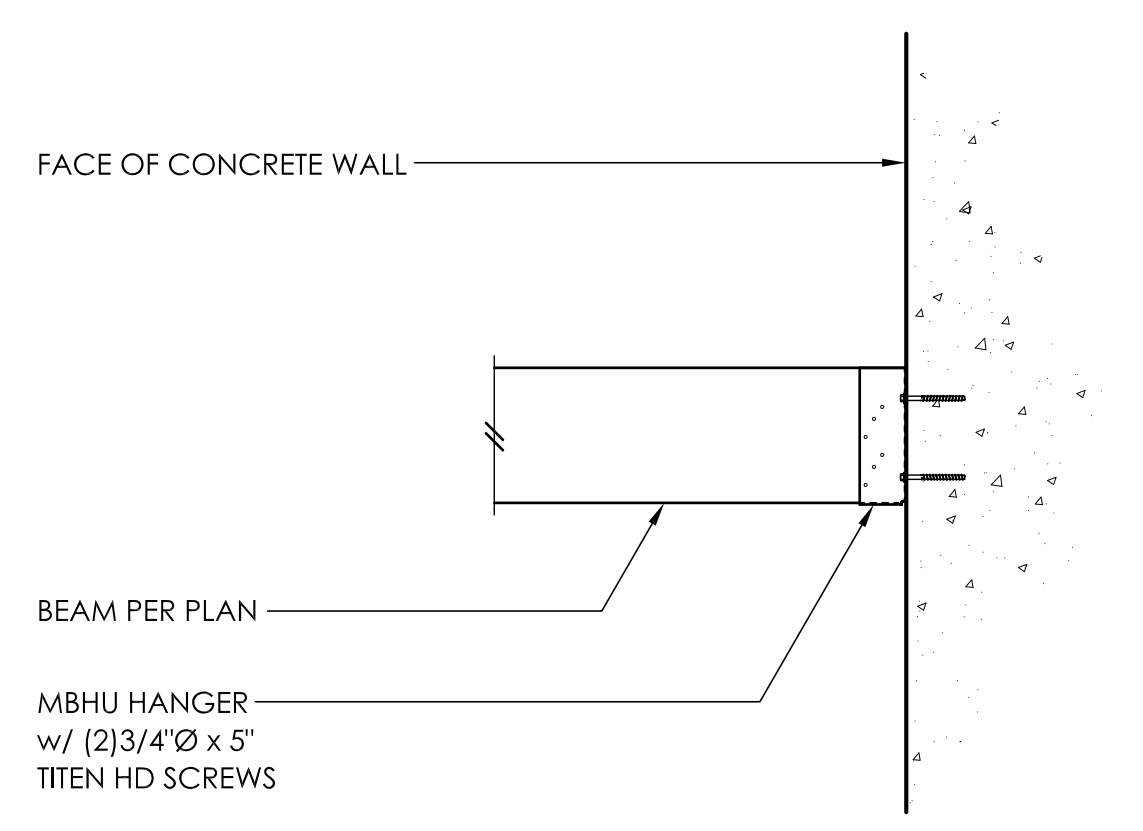 FACE OF CONCRETE WALL
BEAM PER PLAN
MBHU HANGER
w/ (2)3/4"Ø x 5"
TITEN HD SCREWS